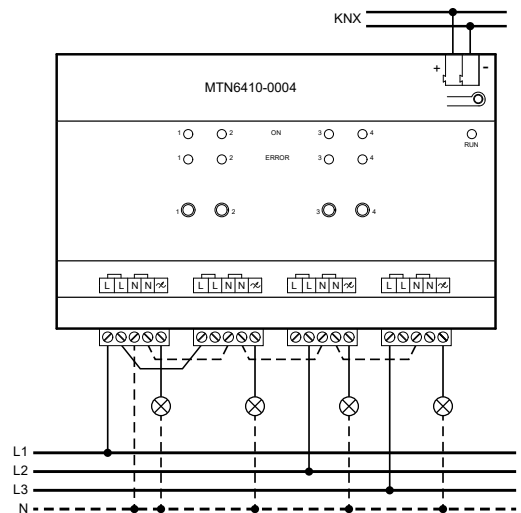 KNX
+ -
MTN6410-0004
1 2 ON 3 4
RUN
1 2 ERROR 3 4
1 2 3 4
L L N N L L N N L L N N L L N N
L1
L2
L3
N